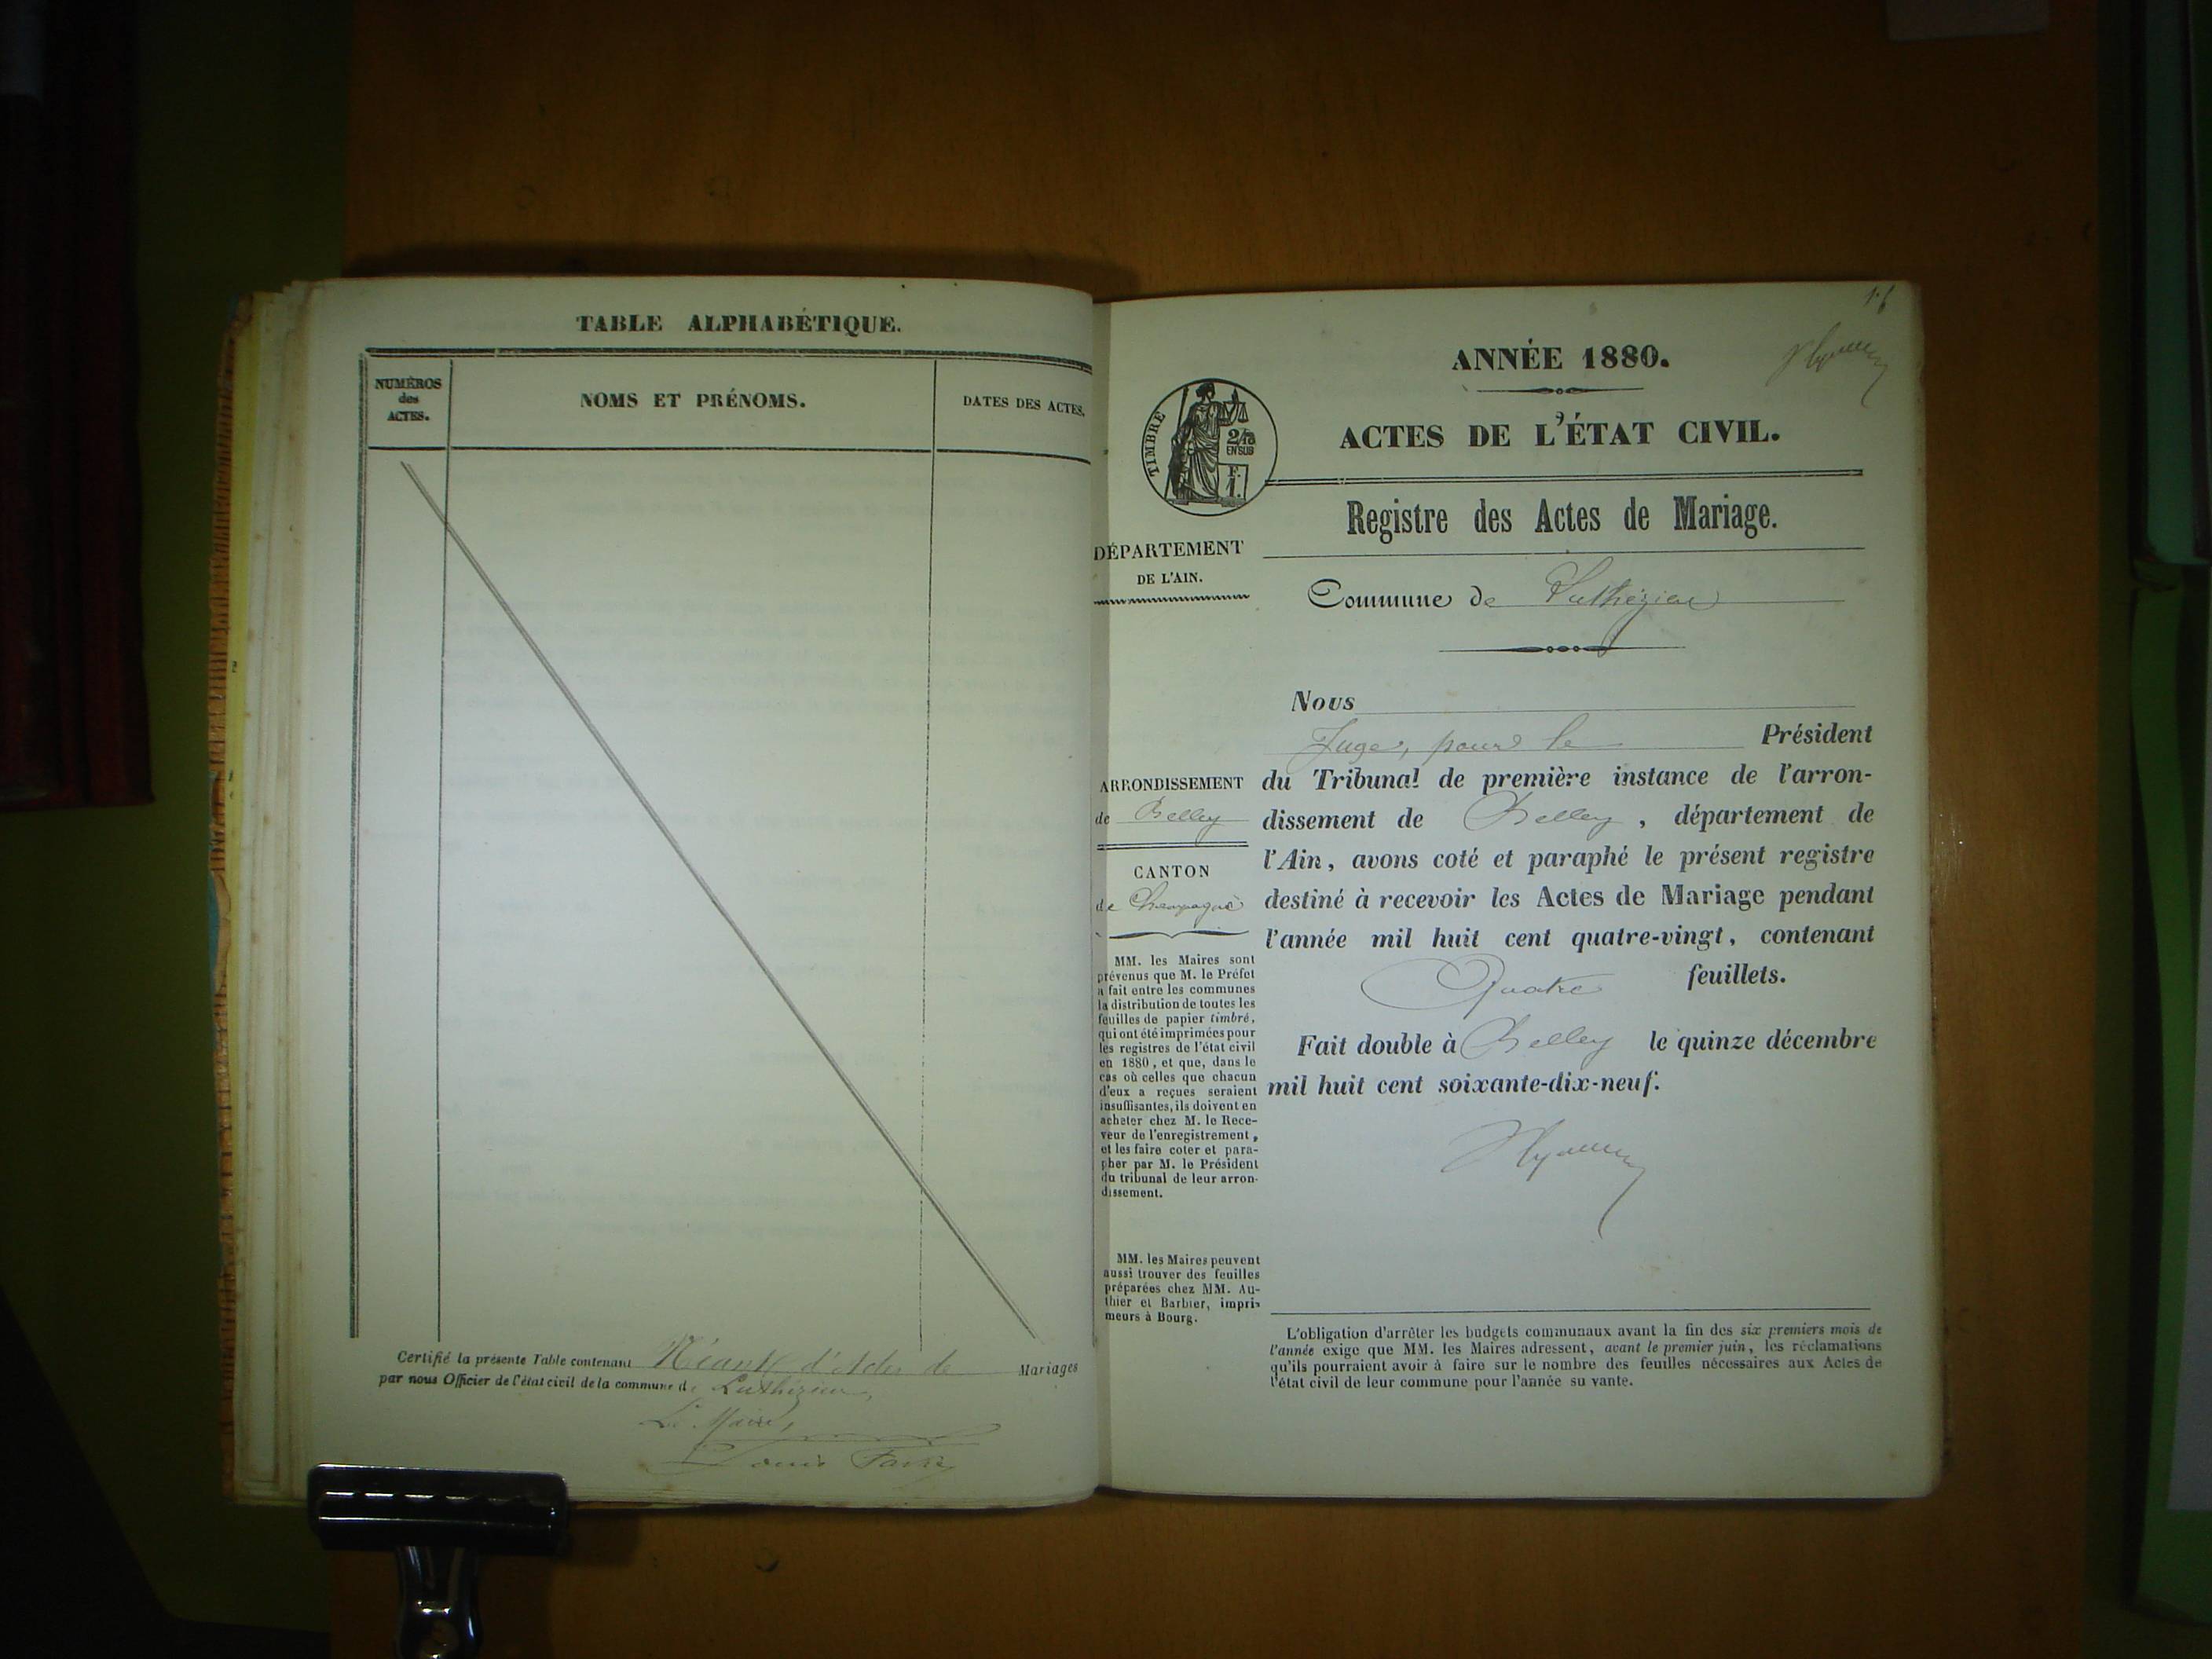 TABLE ALPHABÉTIQUE.
NUMÉROS
des
ACTES.
NOMS ET PRÉNOMS.
DATES DES ACTES.
Certifié la présente Table contenant Néant d'Actes de Mariages
par nous Officier de l'état civil de la commune de Luthézieu,
Le Maire,
Louis
ANNÉE 1880.
ACTES DE L'ÉTAT CIVIL.
TIMBRE
2/10
EN SUS
F.
1.
Registre des Actes de Mariage.
DÉPARTEMENT
DE L'AIN.
Commune de Luthézieu
Nous
Juge, pour le Président
du Tribunal de première instance de l'arron-
dissement de Belley, département de
l'Ain, avons coté et paraphé le présent registre
destiné à recevoir les Actes de Mariage pendant
l'année mil huit cent quatre-vingt, contenant
Quatre feuillets.
Fait double à Belley le quinze décembre
mil huit cent soixante-dix-neuf.
ARRONDISSEMENT
de Belley
CANTON
de Champagne
MM. les Maires sont
prévenus que M. le Préfet
a fait entre les communes
la distribution de toutes les
feuilles de papier timbré,
qui ont été imprimées pour
les registres de l'état civil
en 1880, et que, dans le
cas où celles que chacun
d'eux a reçues seraient
insuffisantes, ils doivent en
acheter chez M. le Rece-
veur de l'enregistrement,
et les faire coter et para-
pher par M. le Président
du tribunal de leur arron-
dissement.
MM. les Maires peuvent
aussi trouver des feuilles
préparées chez MM. Au-
thier et Barbier, impri-
meurs à Bourg.
L'obligation d'arrêter les budgets communaux avant la fin des six premiers mois de
l'année exige que MM. les Maires adressent, avant le premier juin, les réclamations
qu'ils pourraient avoir à faire sur le nombre des feuilles nécessaires aux Actes de
l'état civil de leur commune pour l'année su vante.